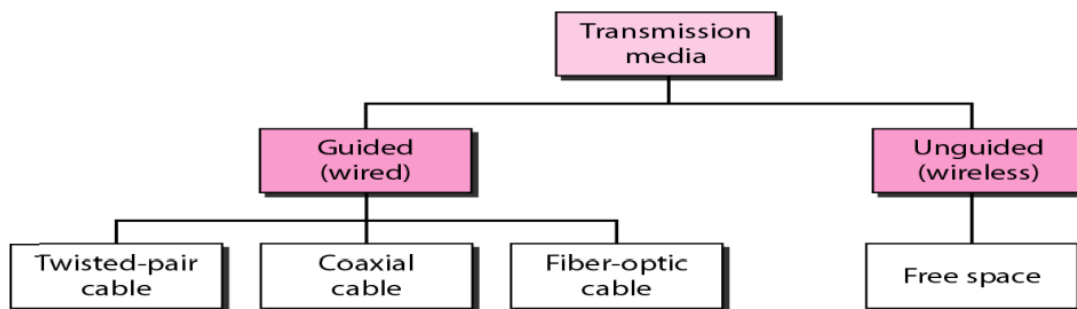 Transmission
media
Guided
(wired)
Unguided
(wireless)
Twisted-pair
cable
Coaxial
cable
Fiber-optic
cable
Free space